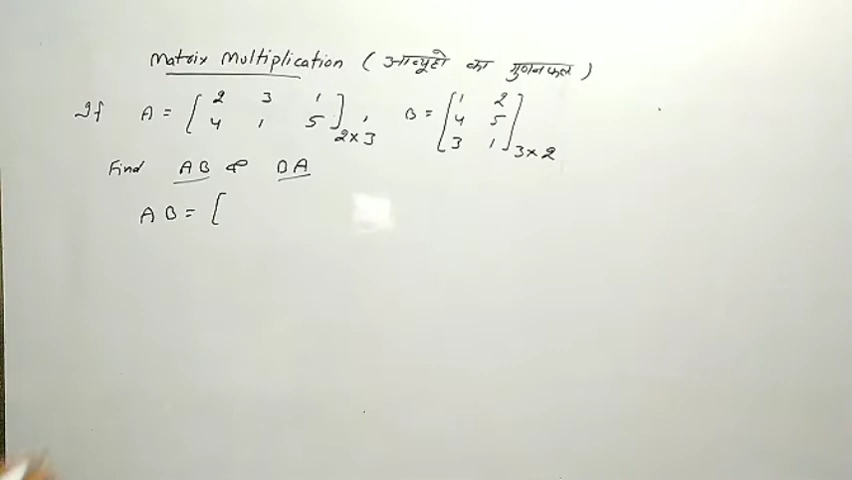 Matrix Multiplication ( आव्यूहो का गुणनफल )
If A = [ 2 3 1 ] , B = [ 1 2 ]
4 1 5 2×3 4 5
3 1 3×2
Find AB & BA
AB = [